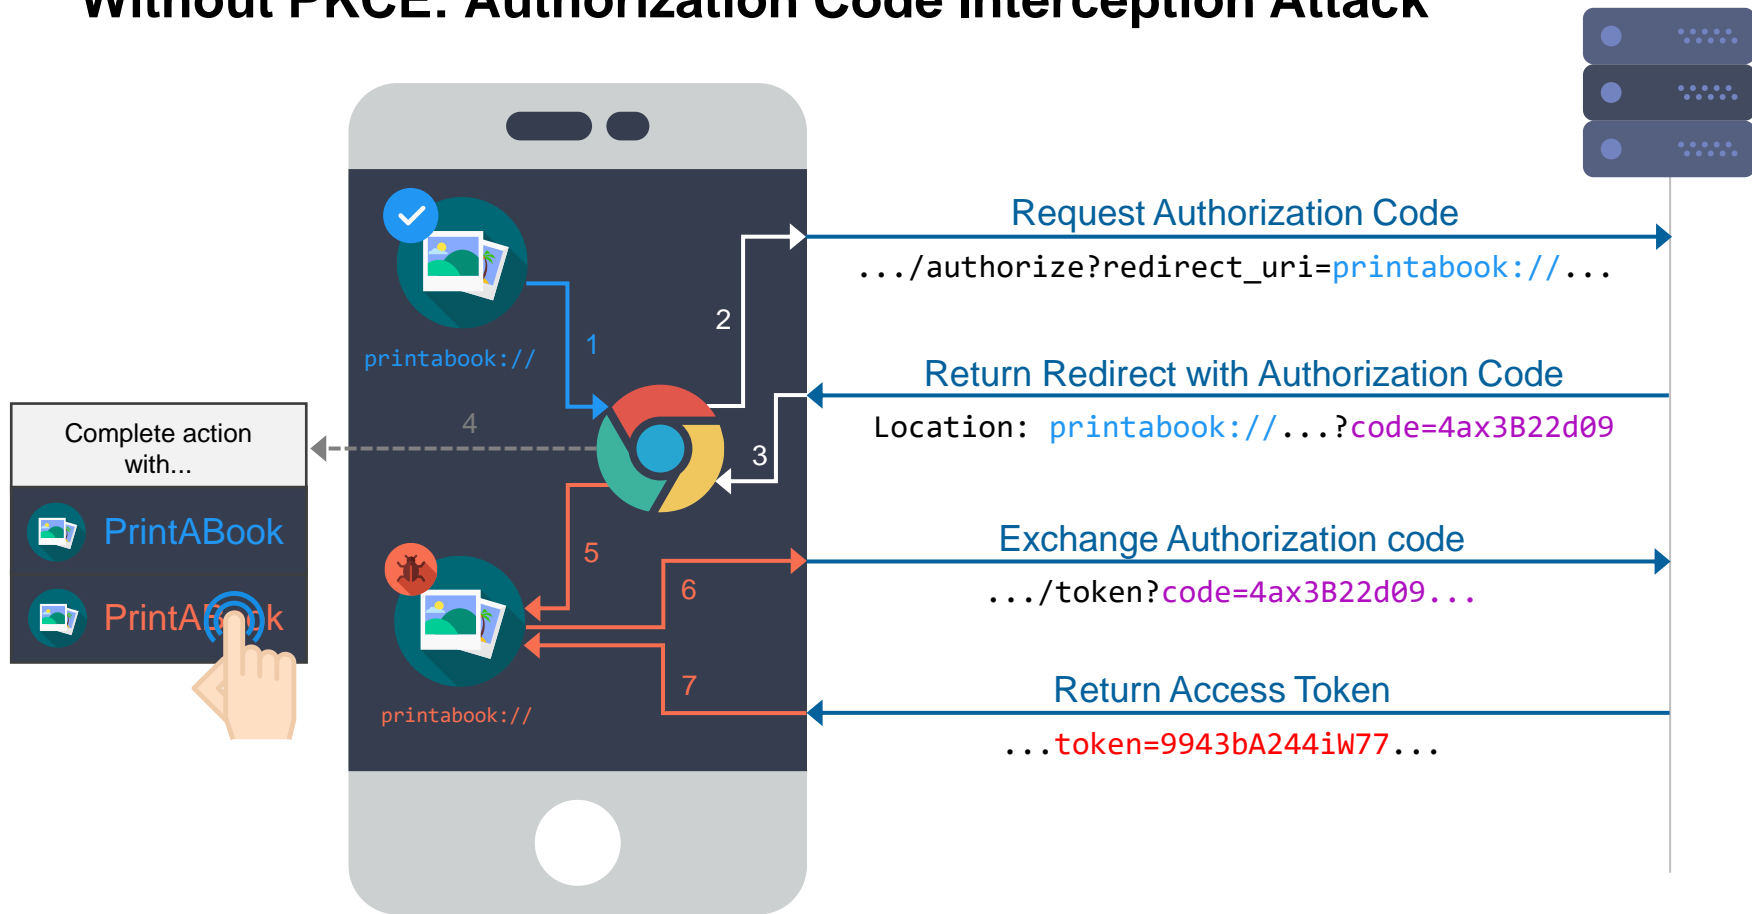 Without PKCE: Authorization Code Interception Attack
Request Authorization Code
.../authorize?redirect_uri=printabook://...
2
1
printabook://
Return Redirect with Authorization Code
Location: printabook://...?code=4ax3B22d09
4
3
Complete action
with...
PrintABook
PrintABook
Exchange Authorization code
.../token?code=4ax3B22d09...
5
6
Return Access Token
...token=9943bA244iW77...
7
printabook://